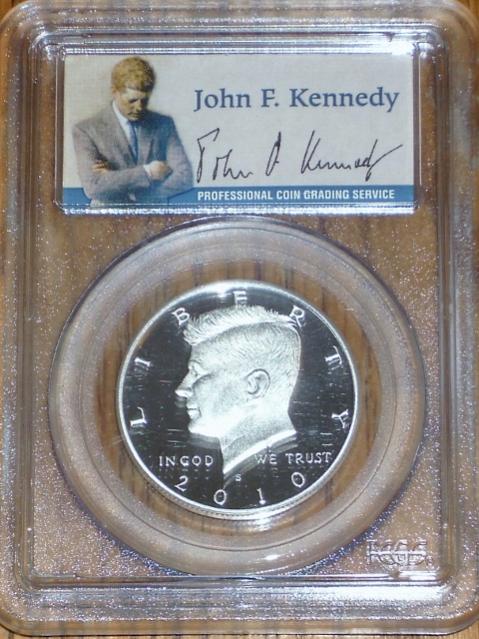 John F. Kennedy
John F Kennedy
PROFESSIONAL COIN GRADING SERVICE
LIBERTY
IN GOD WE TRUST
S
2010
PCGS